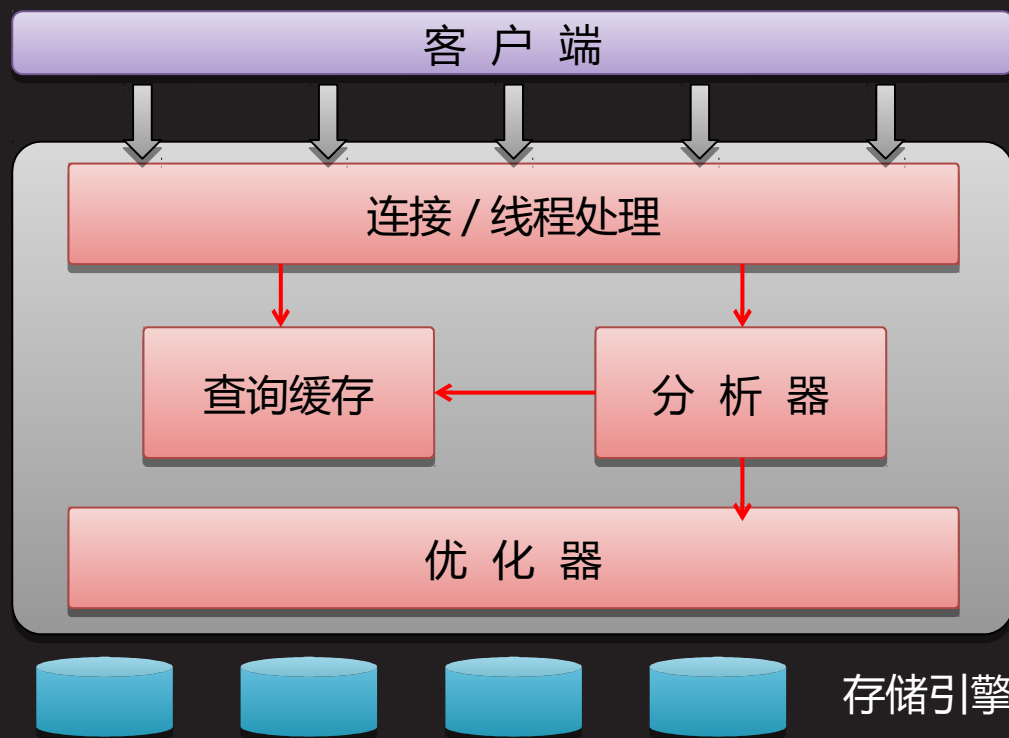 客 户 端
连接 / 线程处理
查询缓存
分 析 器
优 化 器
存储引擎